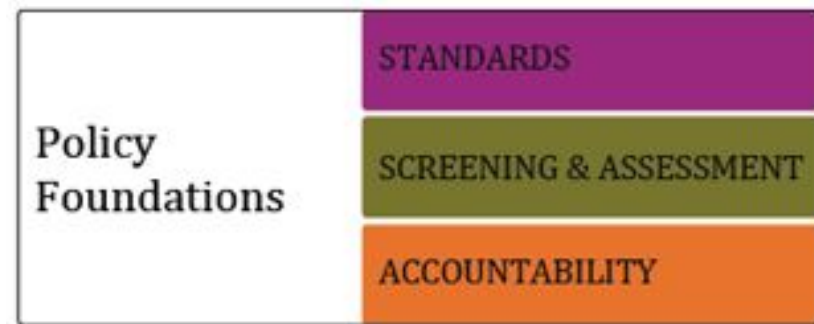 Policy
Foundations
STANDARDS
SCREENING & ASSESSMENT
ACCOUNTABILITY